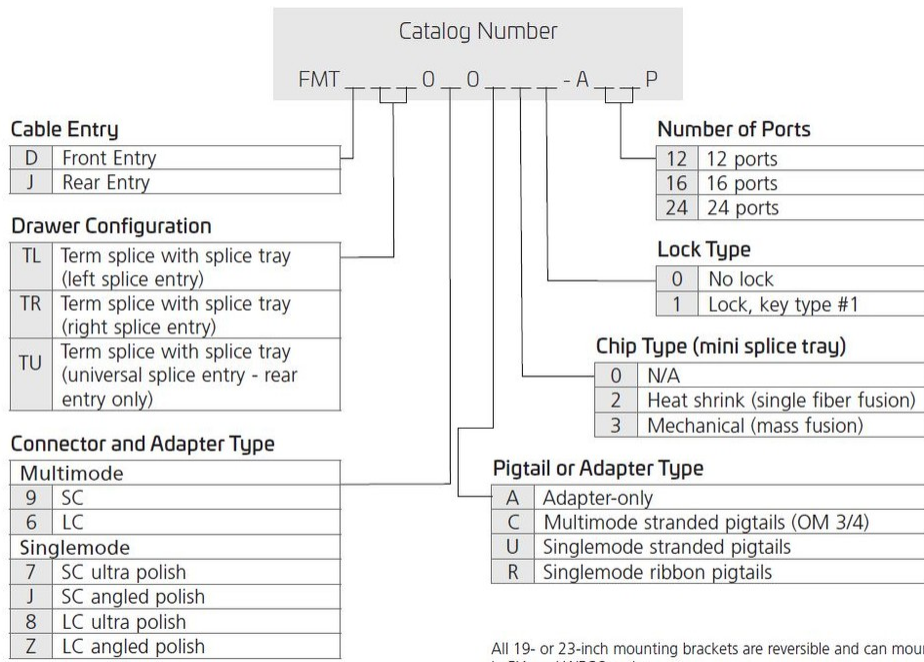 Catalog Number
FMT _ _ _ 0 _ 0 _ _ _ - A _ _ P
Cable Entry
D Front Entry
J Rear Entry
Drawer Configuration
TL Term splice with splice tray
(left splice entry)
TR Term splice with splice tray
(right splice entry)
TU Term splice with splice tray
(universal splice entry - rear
entry only)
Connector and Adapter Type
Multimode
9 SC
6 LC
Singlemode
7 SC ultra polish
J SC angled polish
8 LC ultra polish
Z LC angled polish
Number of Ports
12 12 ports
16 16 ports
24 24 ports
Lock Type
0 No lock
1 Lock, key type #1
Chip Type (mini splice tray)
0 N/A
2 Heat shrink (single fiber fusion)
3 Mechanical (mass fusion)
Pigtail or Adapter Type
A Adapter-only
C Multimode stranded pigtails (OM 3/4)
U Singlemode stranded pigtails
R Singlemode ribbon pigtails
All 19- or 23-inch mounting brackets are reversible and can